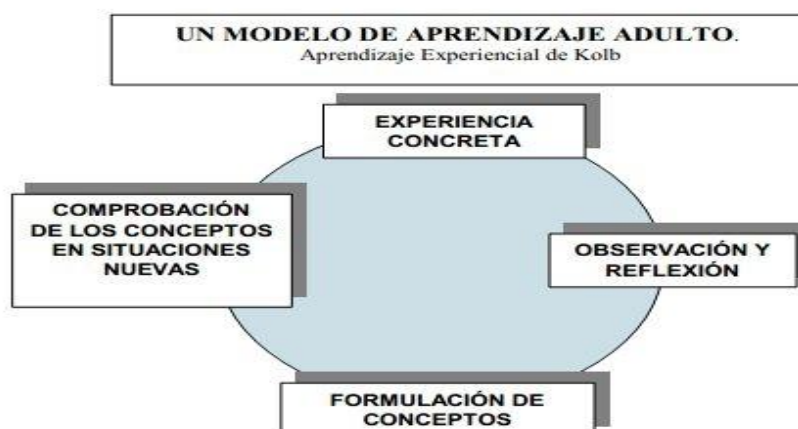 UN MODELO DE APRENDIZAJE ADULTO.
Aprendizaje Experiencial de Kolb
EXPERIENCIA
CONCRETA
COMPROBACIÓN
DE LOS CONCEPTOS
EN SITUACIONES
NUEVAS
OBSERVACIÓN Y
REFLEXIÓN
FORMULACIÓN DE
CONCEPTOS